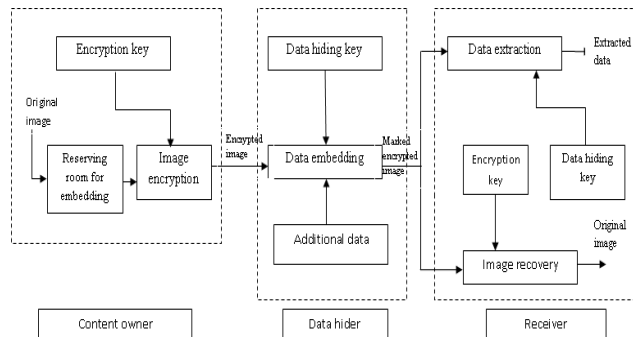 Encryption key
Original
image
Reserving
room for
embedding
Image
encryption
Encrypted
image
Content owner
Data hiding key
Data embedding
Additional data
Marked
encrypted
image
Data hider
Data extraction
Extracted
data
Encryption
key
Data hiding
key
Image recovery
Original
image
Receiver